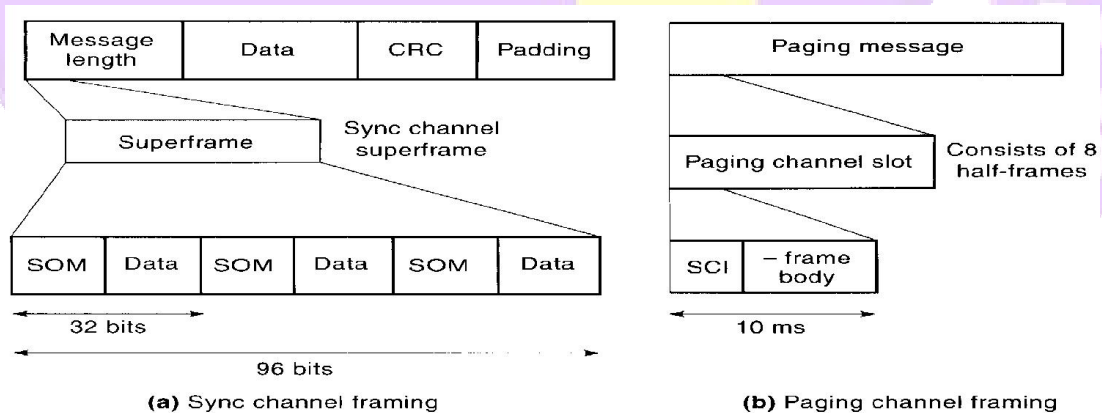 Message
length
Data
CRC
Padding
Superframe
Sync channel
superframe
SOM
Data
SOM
Data
SOM
Data
32 bits
96 bits
(a) Sync channel framing
Paging message
Paging channel slot
Consists of 8
half-frames
SCI
– frame
body
10 ms
(b) Paging channel framing